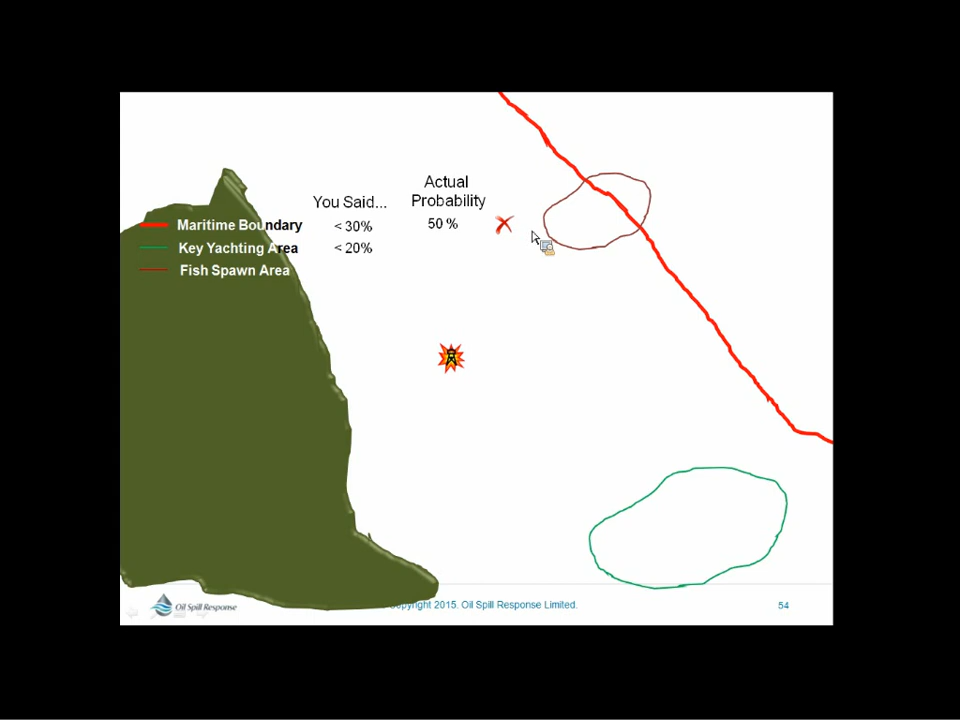 Actual
Probability
You Said...
Maritime Boundary < 30% 50 %
Key Yachting Area < 20%
Fish Spawn Area
Oil Spill Response
opyright 2015. Oil Spill Response Limited.
54